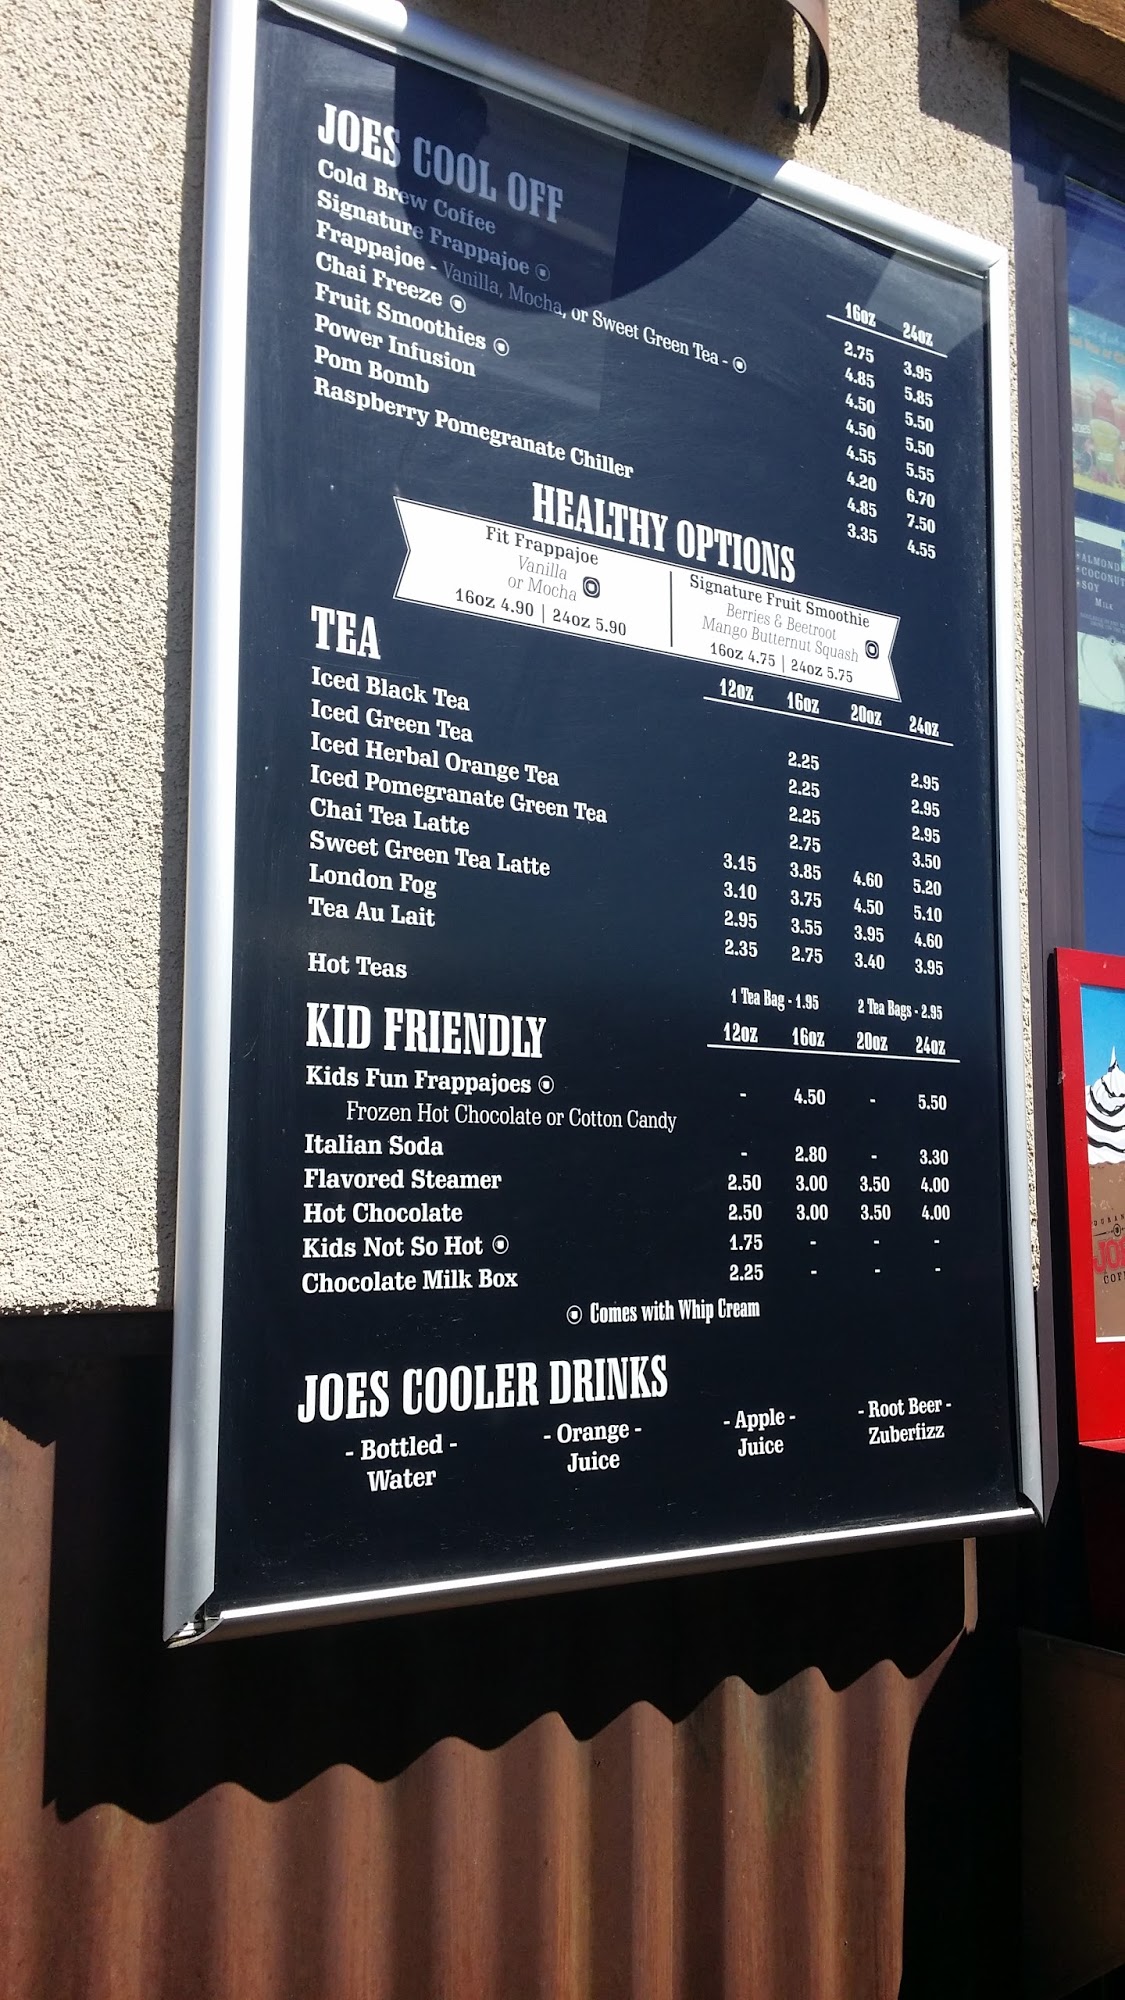 JOES COOL OFF
16oz 24oz
Cold Brew Coffee 2.75 3.95
Signature Frappajoe 4.85 5.85
Frappajoe - Vanilla, Mocha, or Sweet Green Tea - 4.50 5.50
Chai Freeze 4.50 5.50
Fruit Smoothies 4.55 5.55
Power Infusion 4.20 6.70
Pom Bomb 4.85 7.50
Raspberry Pomegranate Chiller 3.35 4.55
HEALTHY OPTIONS
Fit Frappajoe
Vanilla
or Mocha
16oz 4.90 | 24oz 5.90
Signature Fruit Smoothie
Berries & Beetroot
Mango Butternut Squash
16oz 4.75 | 24oz 5.75
TEA
12oz 16oz 20oz 24oz
Iced Black Tea 2.25 2.95
Iced Green Tea 2.25 2.95
Iced Herbal Orange Tea 2.25 2.95
Iced Pomegranate Green Tea 2.75 3.50
Chai Tea Latte 3.15 3.85 4.60 5.20
Sweet Green Tea Latte 3.10 3.75 4.50 5.10
London Fog 2.95 3.55 3.95 4.60
Tea Au Lait 2.35 2.75 3.40 3.95
Hot Teas 1 Tea Bag - 1.95 2 Tea Bags - 2.95
KID FRIENDLY
12oz 16oz 20oz 24oz
Kids Fun Frappajoes - 4.50 - 5.50
Frozen Hot Chocolate or Cotton Candy
Italian Soda - 2.80 - 3.30
Flavored Steamer 2.50 3.00 3.50 4.00
Hot Chocolate 2.50 3.00 3.50 4.00
Kids Not So Hot 1.75 - - -
Chocolate Milk Box 2.25 - - -
Comes with Whip Cream
JOES COOLER DRINKS
- Bottled -
Water
- Orange -
Juice
- Apple -
Juice
- Root Beer -
Zuberfizz
ALMOND
COCONUT
SOY
Milk